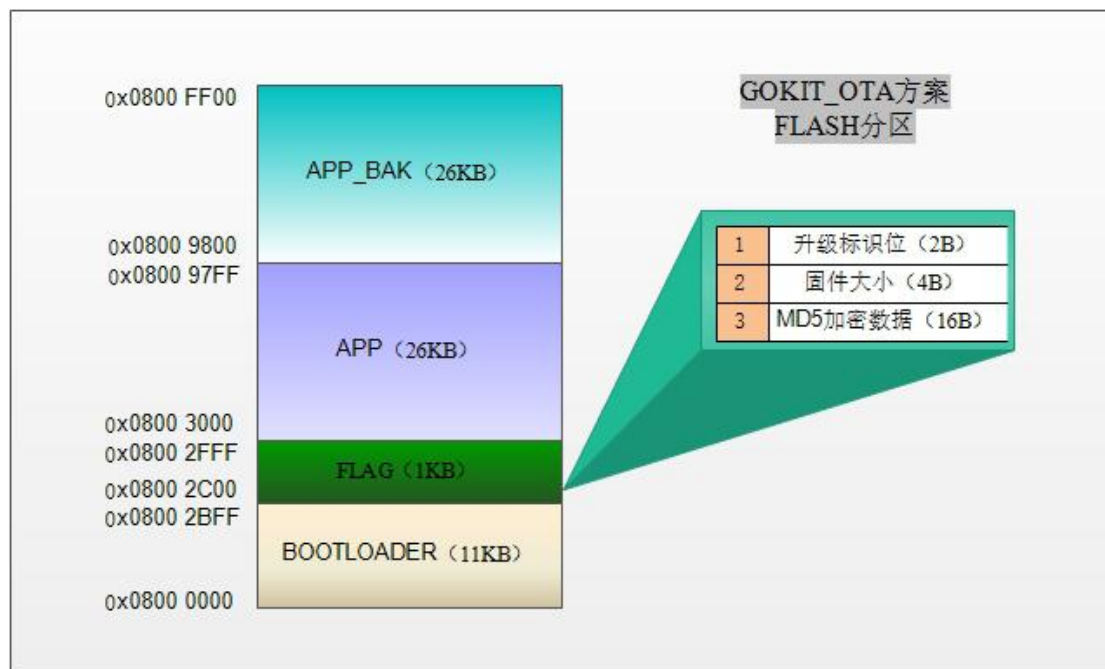 GOKIT_OTA方案
FLASH分区
0x0800 FF00
APP_BAK（26KB）
0x0800 9800
0x0800 97FF
APP（26KB）
0x0800 3000
0x0800 2FFF
FLAG（1KB）
0x0800 2C00
0x0800 2BFF
BOOTLOADER（11KB）
0x0800 0000
1 升级标识位（2B）
2 固件大小（4B）
3 MD5加密数据（16B）